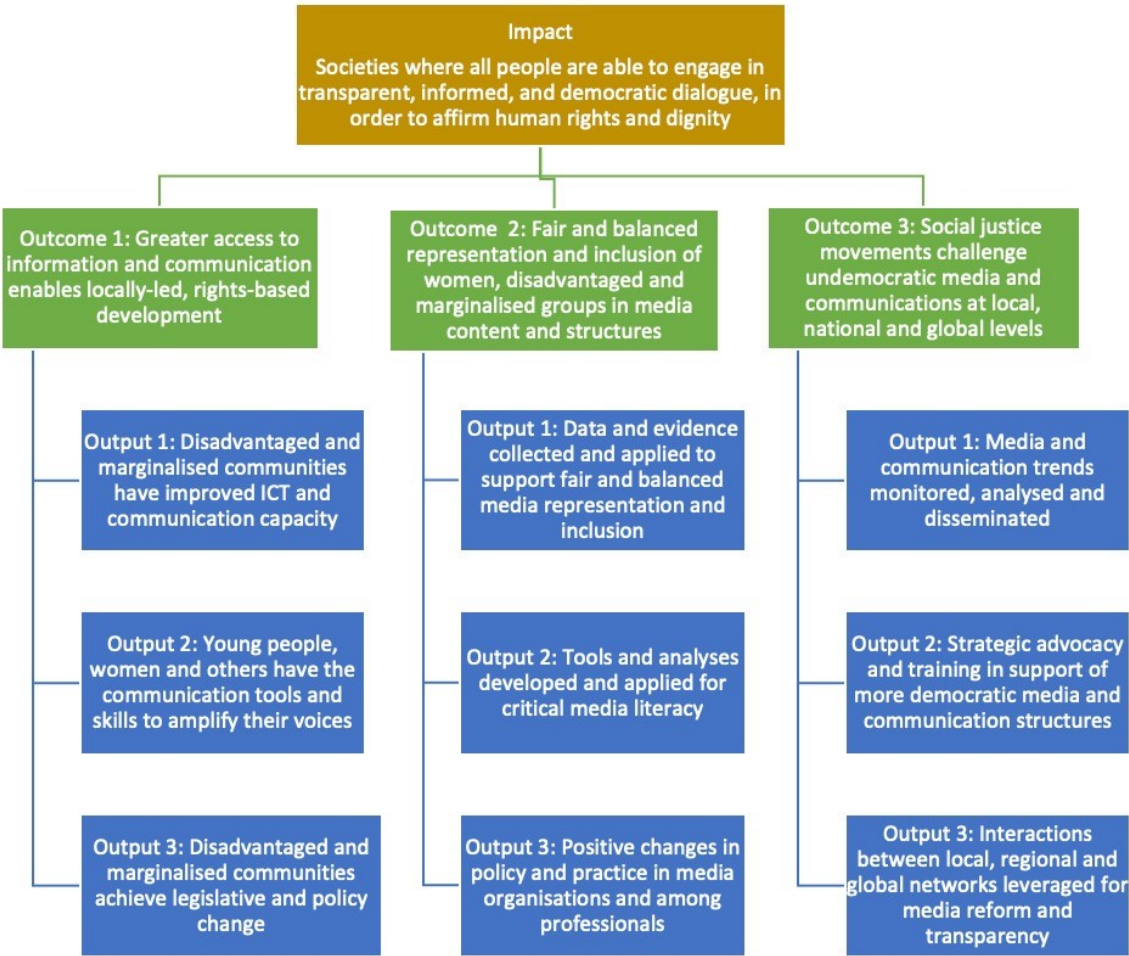 Impact
Societies where all people are able to engage in
transparent, informed, and democratic dialogue, in
order to affirm human rights and dignity
Outcome 1: Greater access to
information and communication
enables locally-led, rights-based
development
Output 1: Disadvantaged and
marginalised communities
have improved ICT and
communication capacity
Output 2: Young people,
women and others have the
communication tools and
skills to amplify their voices
Output 3: Disadvantaged and
marginalised communities
achieve legislative and policy
change
Outcome 2: Fair and balanced
representation and inclusion of
women, disadvantaged and
marginalised groups in media
content and structures
Output 1: Data and evidence
collected and applied to
support fair and balanced
media representation and
inclusion
Output 2: Tools and analyses
developed and applied for
critical media literacy
Output 3: Positive changes in
policy and practice in media
organisations and among
professionals
Outcome 3: Social justice
movements challenge
undemocratic media and
communications at local,
national and global levels
Output 1: Media and
communication trends
monitored, analysed and
disseminated
Output 2: Strategic advocacy
and training in support of
more democratic media and
communication structures
Output 3: Interactions
between local, regional and
global networks leveraged for
media reform and
transparency